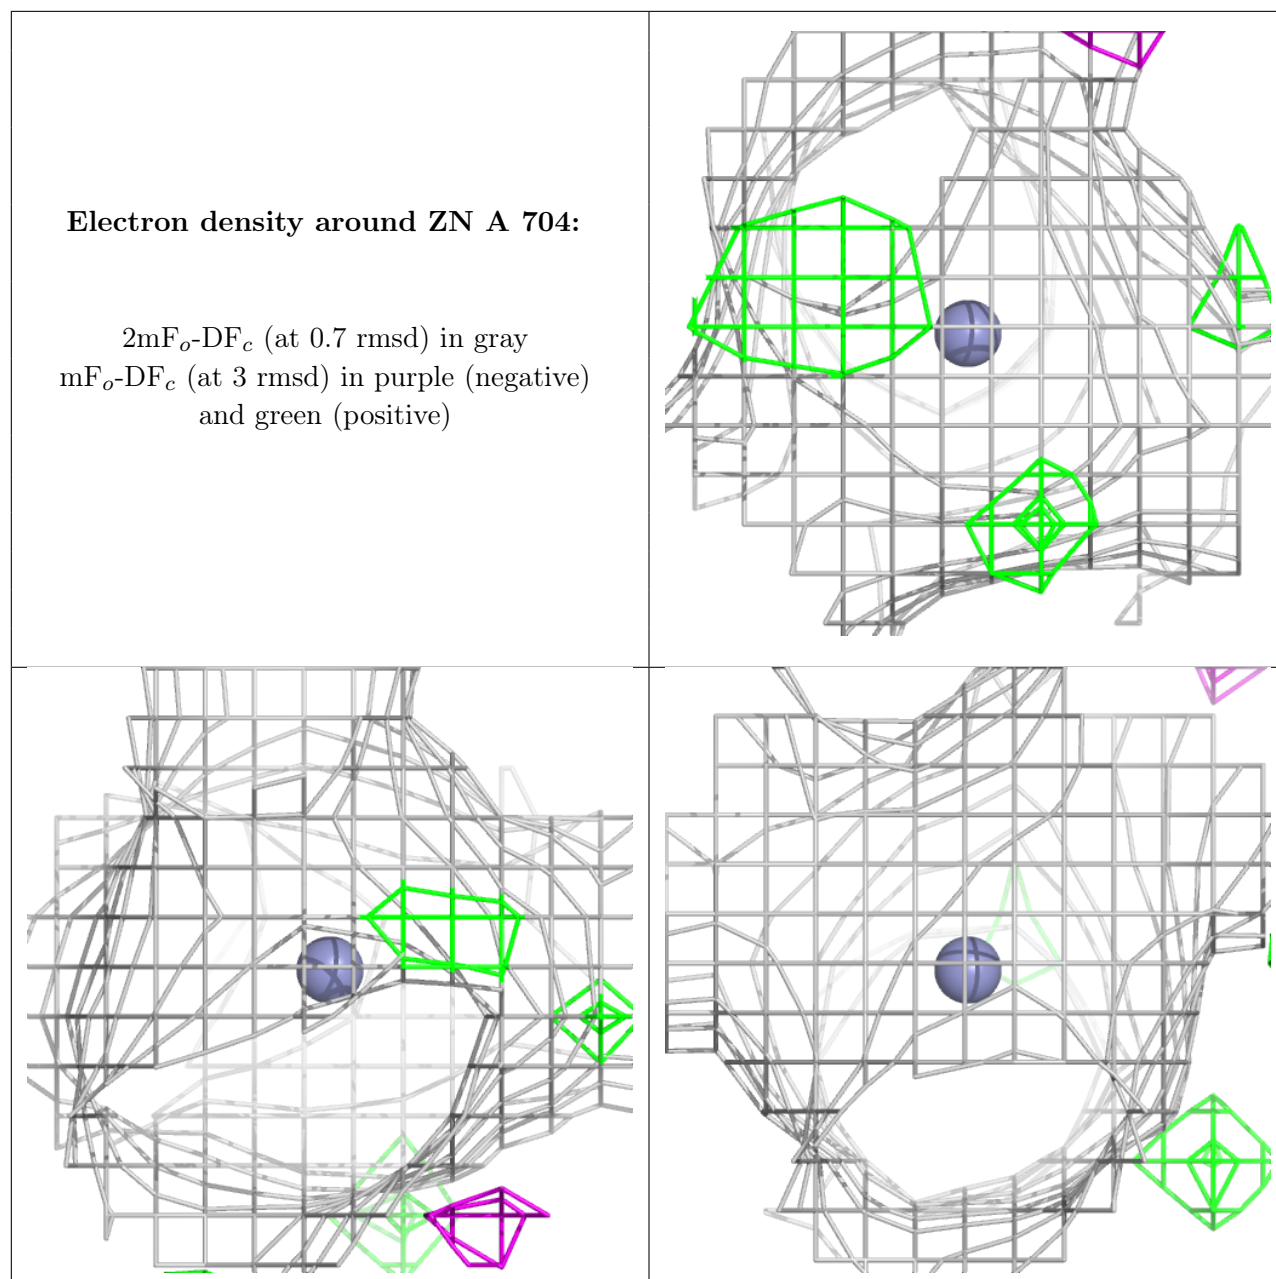 Electron density around ZN A 704:
2mFo-DFc (at 0.7 rmsd) in gray
mFo-DFc (at 3 rmsd) in purple (negative)
and green (positive)